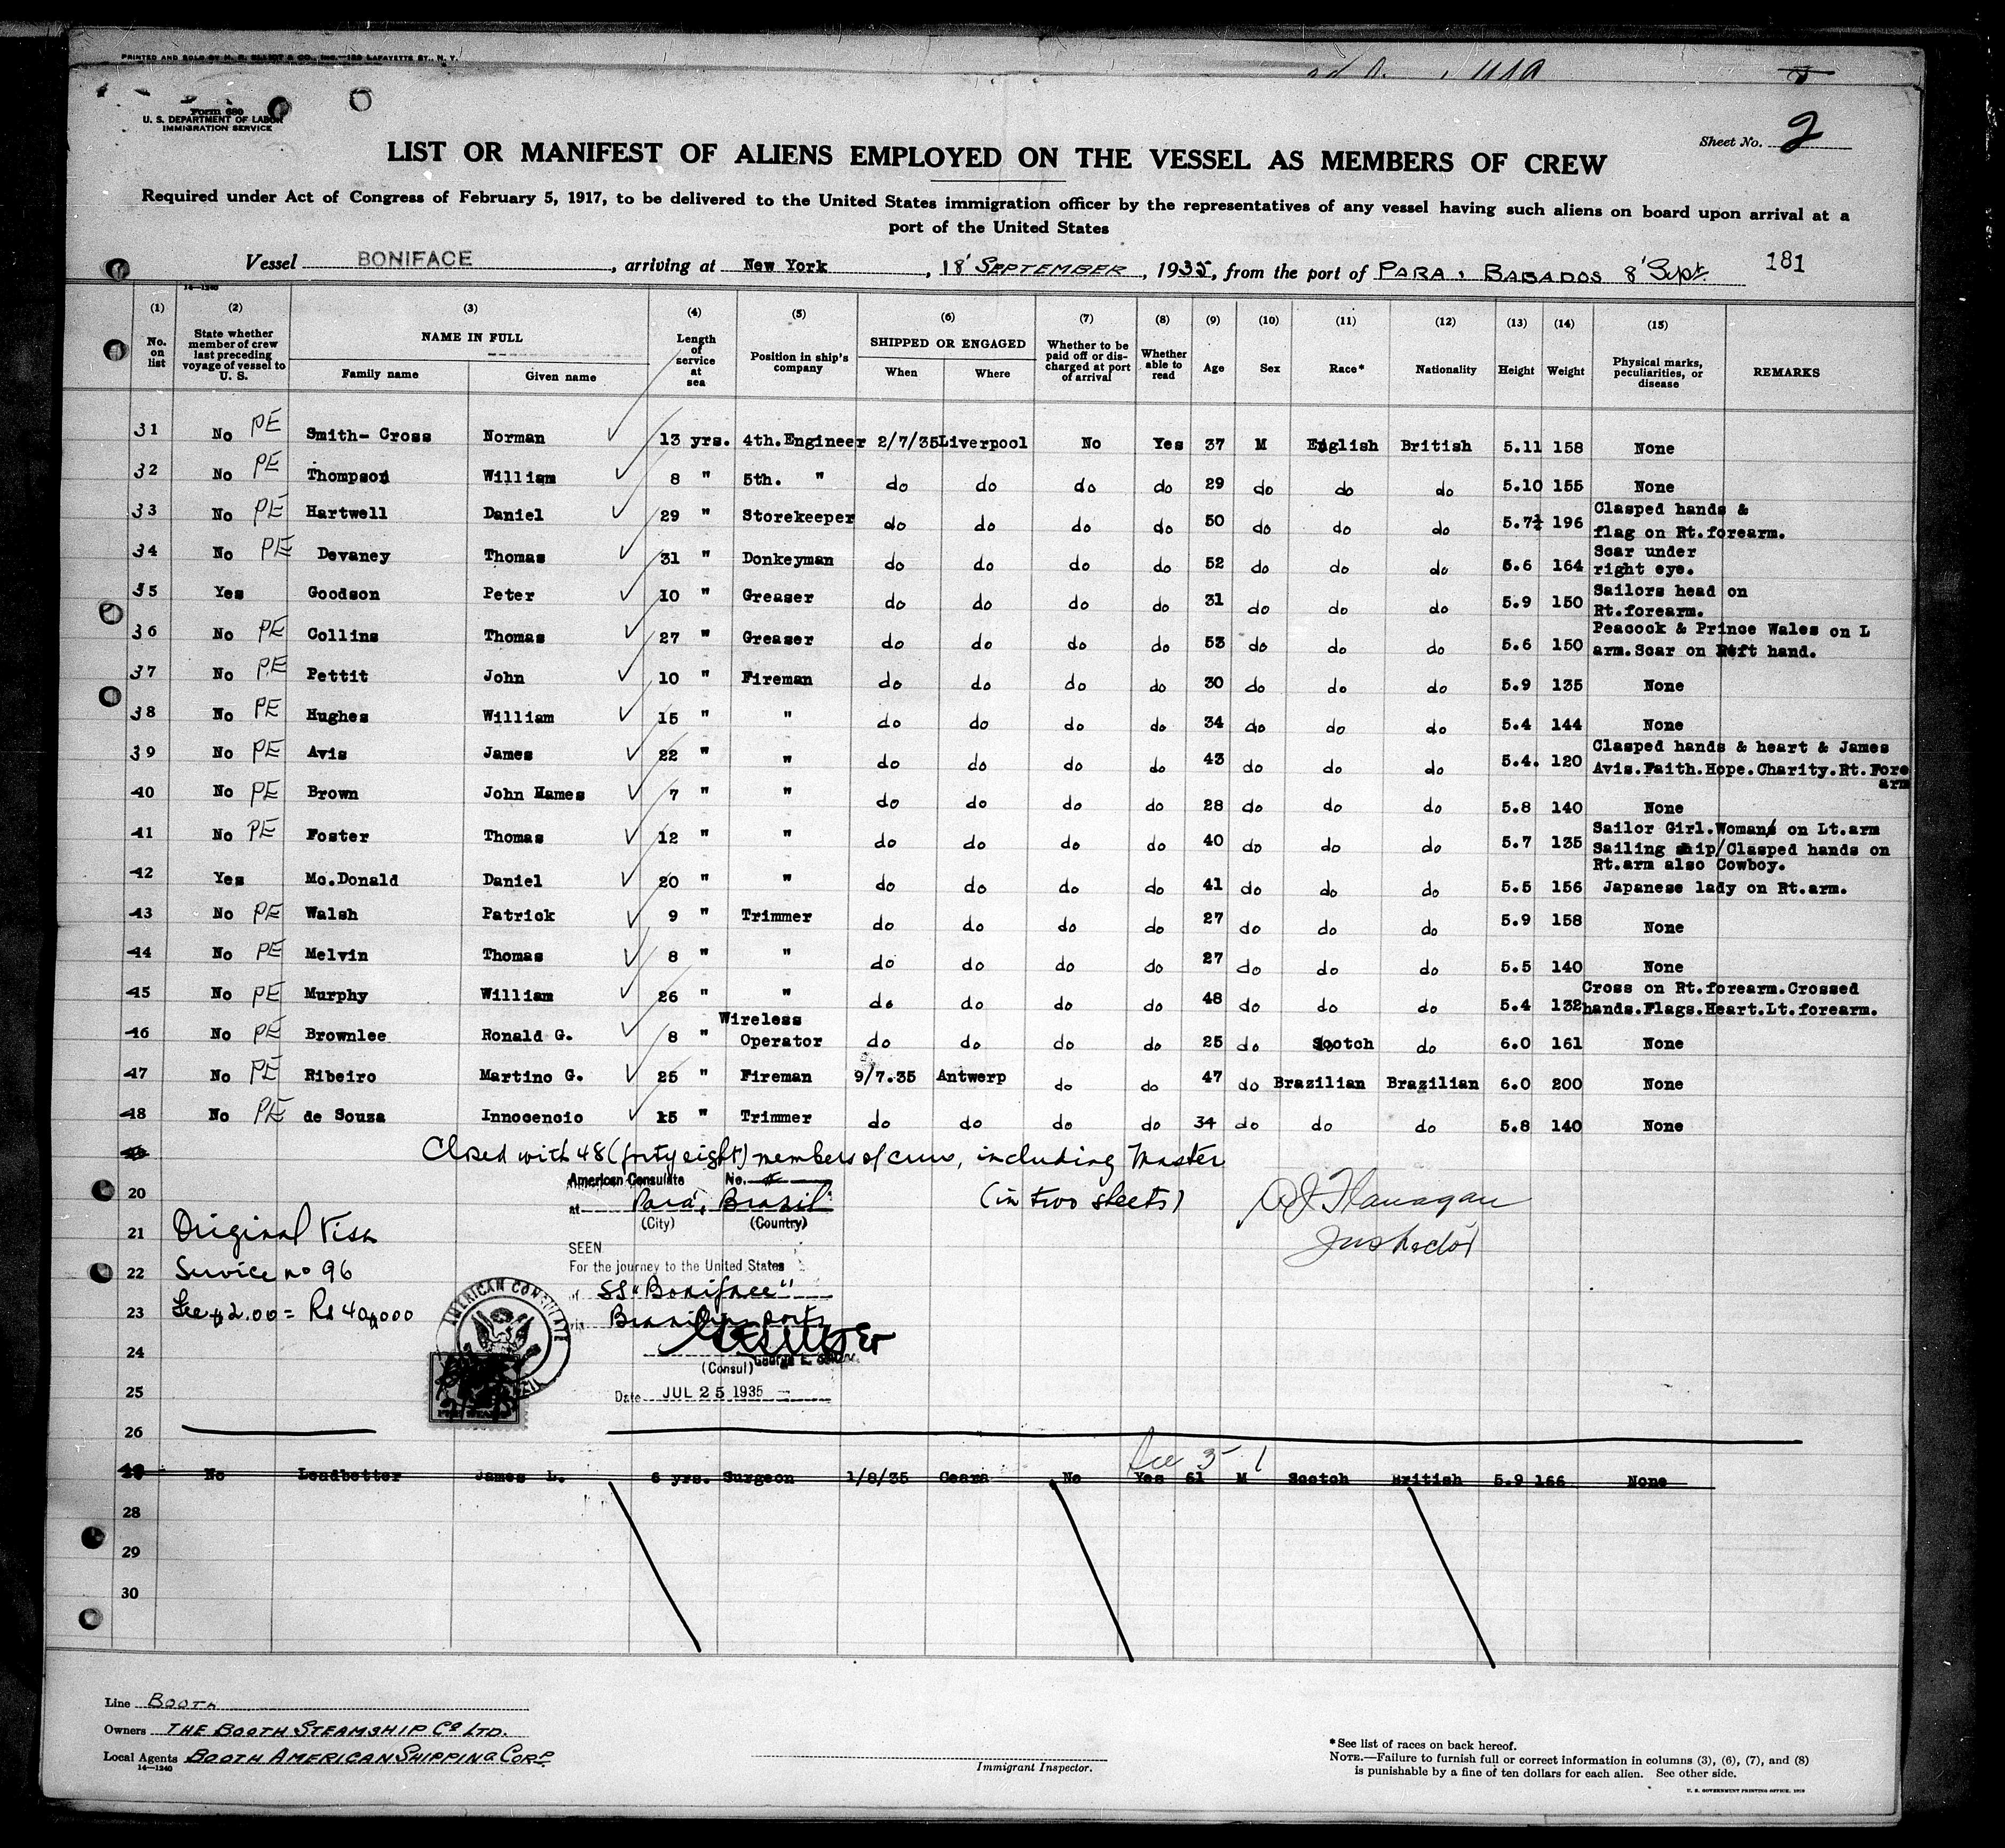 PRINTED AND SOLD BY H. R. ELLIOT & CO., INC.—129 LAFAYETTE ST., N. Y.
Form 680
U. S. DEPARTMENT OF LABOR
IMMIGRATION SERVICE
Sheet No. 2
LIST OR MANIFEST OF ALIENS EMPLOYED ON THE VESSEL AS MEMBERS OF CREW
Required under Act of Congress of February 5, 1917, to be delivered to the United States immigration officer by the representatives of any vessel having such aliens on board upon arrival at a
port of the United States
Vessel BONIFACE, arriving at New York, 18' SEPTEMBER, 1935, from the port of PARA, BABADOS 8' Sept. 181
14—1240
(1) (2) (3) (4) (5) (6) (7) (8) (9) (10) (11) (12) (13) (14) (15)
No. on list State whether member of crew last preceding voyage of vessel to U. S. NAME IN FULL Family name Given name Length of service at sea Position in ship's company SHIPPED OR ENGAGED When Where Whether to be paid off or discharged at port of arrival Whether able to read Age Sex Race* Nationality Height Weight Physical marks, peculiarities, or disease REMARKS
31 No PE Smith- Cross Norman 13 yrs. 4th.Engineer 2/7/35 Liverpool No Yes 37 M English British 5.11 158 None
32 No PE Thompson William 8 " 5th. " do do do do 29 do do do 5.10 155 None
33 No PE Hartwell Daniel 29 " Storekeeper do do do do 50 do do do 5.7½ 196 Clasped hands &
flag on Rt.forearm.
34 No PE Devaney Thomas 31 " Donkeyman do do do do 52 do do do 5.6 164 Scar under
right eye.
35 Yes Goodson Peter 10 " Greaser do do do do 31 do do do 5.9 150 Sailors head on
Rt.forearm.
36 No PE Collins Thomas 27 " Greaser do do do do 53 do do do 5.6 150 Peacock & Prince Wales on L
arm.Scar on left hand.
37 No PE Pettit John 10 " Fireman do do do do 30 do do do 5.9 135 None
38 No PE Hughes William 15 " " do do do do 34 do do do 5.4 144 None
39 No PE Avis James 22 " " do do do do 43 do do do 5.4. 120 Clasped hands & heart & James
Avis.Faith.Hope.Charity.Rt.Fore
arm
40 No PE Brown John Hames 7 " " do do do do 28 do do do 5.8 140 None
41 No PE Foster Thomas 12 " " do do do do 40 do do do 5.7 135 Sailor Girl.Woman on Lt.arm
Sailing ship/Clasped hands on
Rt.arm also Cowboy.
42 Yes Mc.Donald Daniel 20 " " do do do do 41 do do do 5.5 156 Japanese lady on Rt.arm.
43 No PE Walsh Patrick 9 " Trimmer do do do do 27 do do do 5.9 158 None
44 No PE Melvin Thomas 8 " " do do do do 27 do do do 5.5 140 None
45 No PE Murphy William 26 " " do do do do 48 do do do 5.4 132 Cross on Rt.forearm.Crossed
hands.Flags.Heart.Lt.forearm.
46 No PE Brownlee Ronald G. 8 " Wireless Operator do do do do 25 do Scotch do 6.0 161 None
47 No PE Ribeiro Martino G. 25 " Fireman 9/7.35 Antwerp do do 47 do Brazilian Brazilian 6.0 200 None
48 No PE de Souza Innocencio 15 " Trimmer do do do do 34 do do do 5.8 140 None
Closed with 48 (forty eight) members of crew, including Master
(in two sheets)
American Consulate No.
at Pará, Brasil
(City) (Country)
SEEN
For the journey to the United States
SS "Boniface"
via Brazilian ports
(Consul)
Date JUL 25 1935
AMERICAN CONSULATE
Original Visa
Service no 96
Fee $2.00 = Rs 40$000
Flanagan
Inspector
20
21
22
23
24
25
26
49 No Leadbetter James L. 6 yrs. Surgeon 1/8/35 Ceara No Yes 61 M Scotch British 5.9 166 None
28
29
30
Line BOOTH
Owners THE BOOTH STEAMSHIP CO LTD.
Local Agents BOOTH AMERICAN SHIPPING CORP.
14—1240
Immigrant Inspector.
*See list of races on back hereof.
NOTE.—Failure to furnish full or correct information in columns (3), (6), (7), and (8)
is punishable by a fine of ten dollars for each alien. See other side.
U. S. GOVERNMENT PRINTING OFFICE